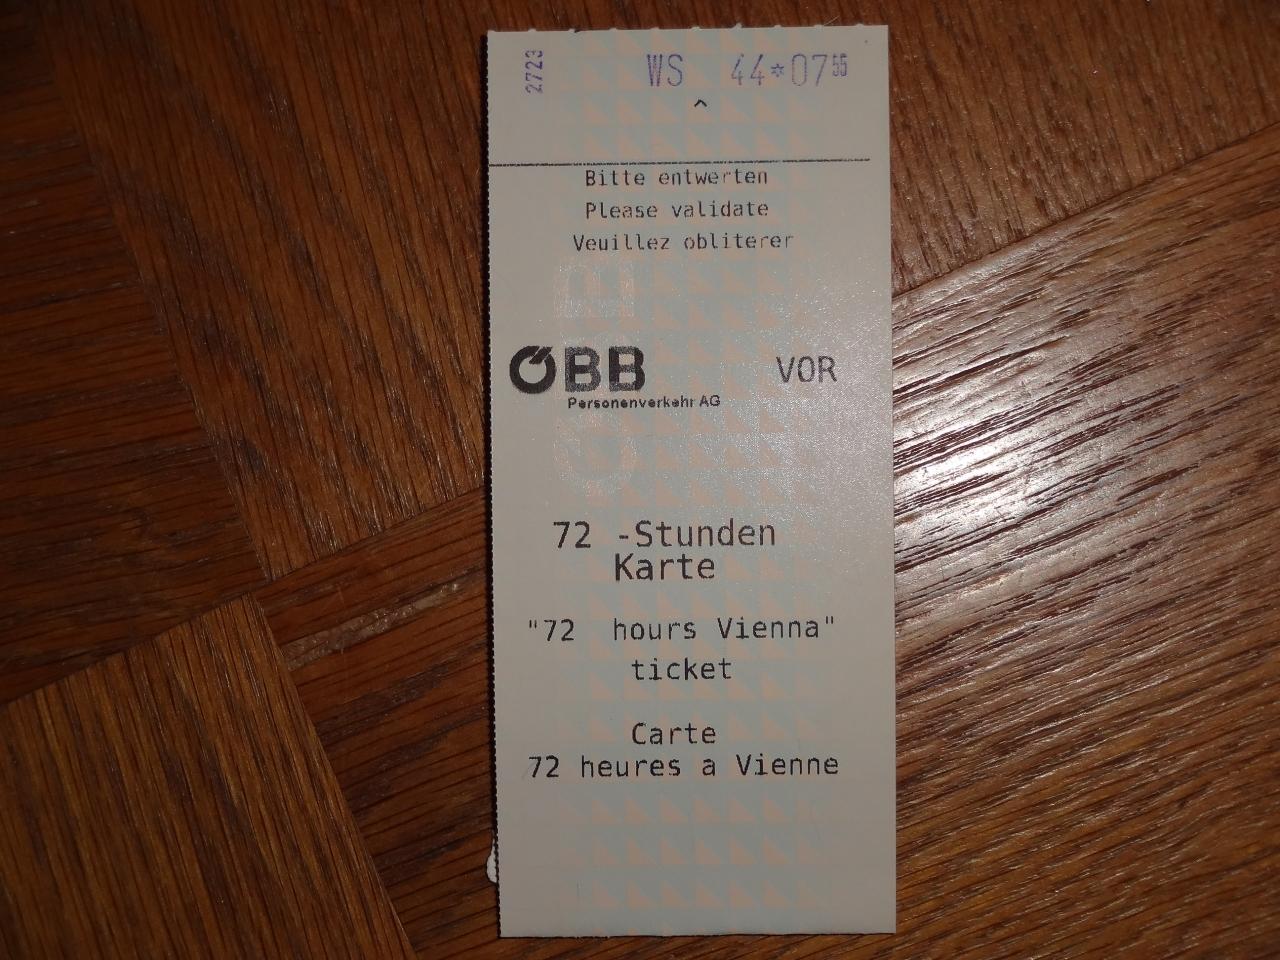 2723
WS 44*07 55
^
Bitte entwerten
Please validate
Veuillez obliterer
ÖBB VOR
Personenverkehr AG
72 -Stunden
Karte
"72 hours Vienna"
ticket
Carte
72 heures a Vienne